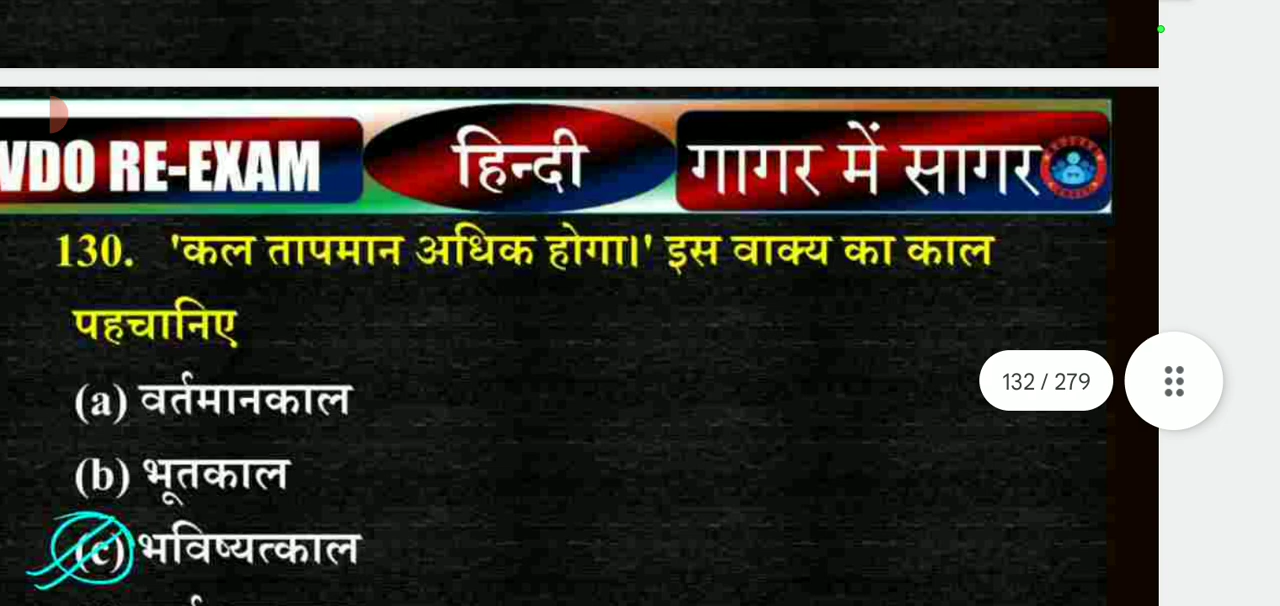 VDO RE-EXAM हिन्दी गागर में सागर
130. 'कल तापमान अधिक होगा।' इस वाक्य का काल
पहचानिए
(a) वर्तमानकाल
132 / 279
(b) भूतकाल
(c) भविष्यत्काल